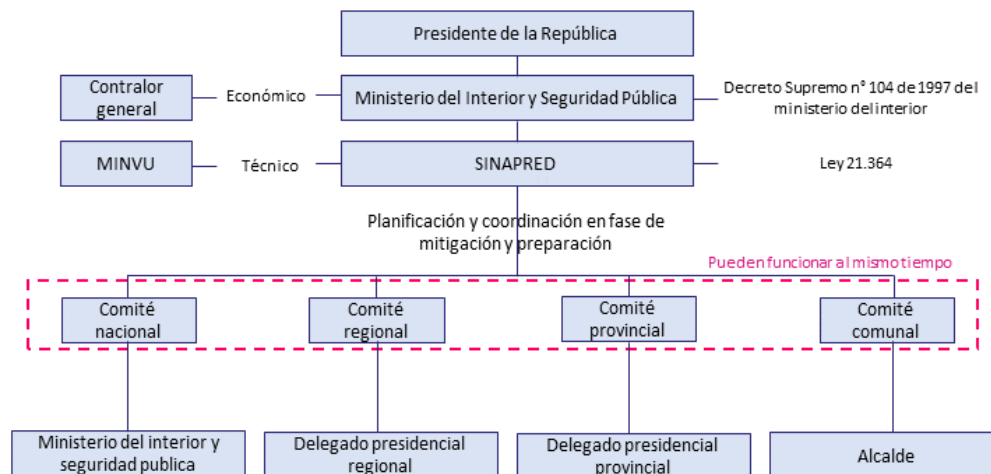 Presidente de la República
Contralor
general
Económico
Ministerio del Interior y Seguridad Pública
Decreto Supremo n° 104 de 1997 del
ministerio del interior
MINVU
Técnico
SINAPRED
Ley 21.364
Planificación y coordinación en fase de
mitigación y preparación
Pueden funcionar al mismo tiempo
Comité
nacional
Comité
regional
Comité
provincial
Comité
comunal
Ministerio del interior y
seguridad publica
Delegado presidencial
regional
Delegado presidencial
provincial
Alcalde